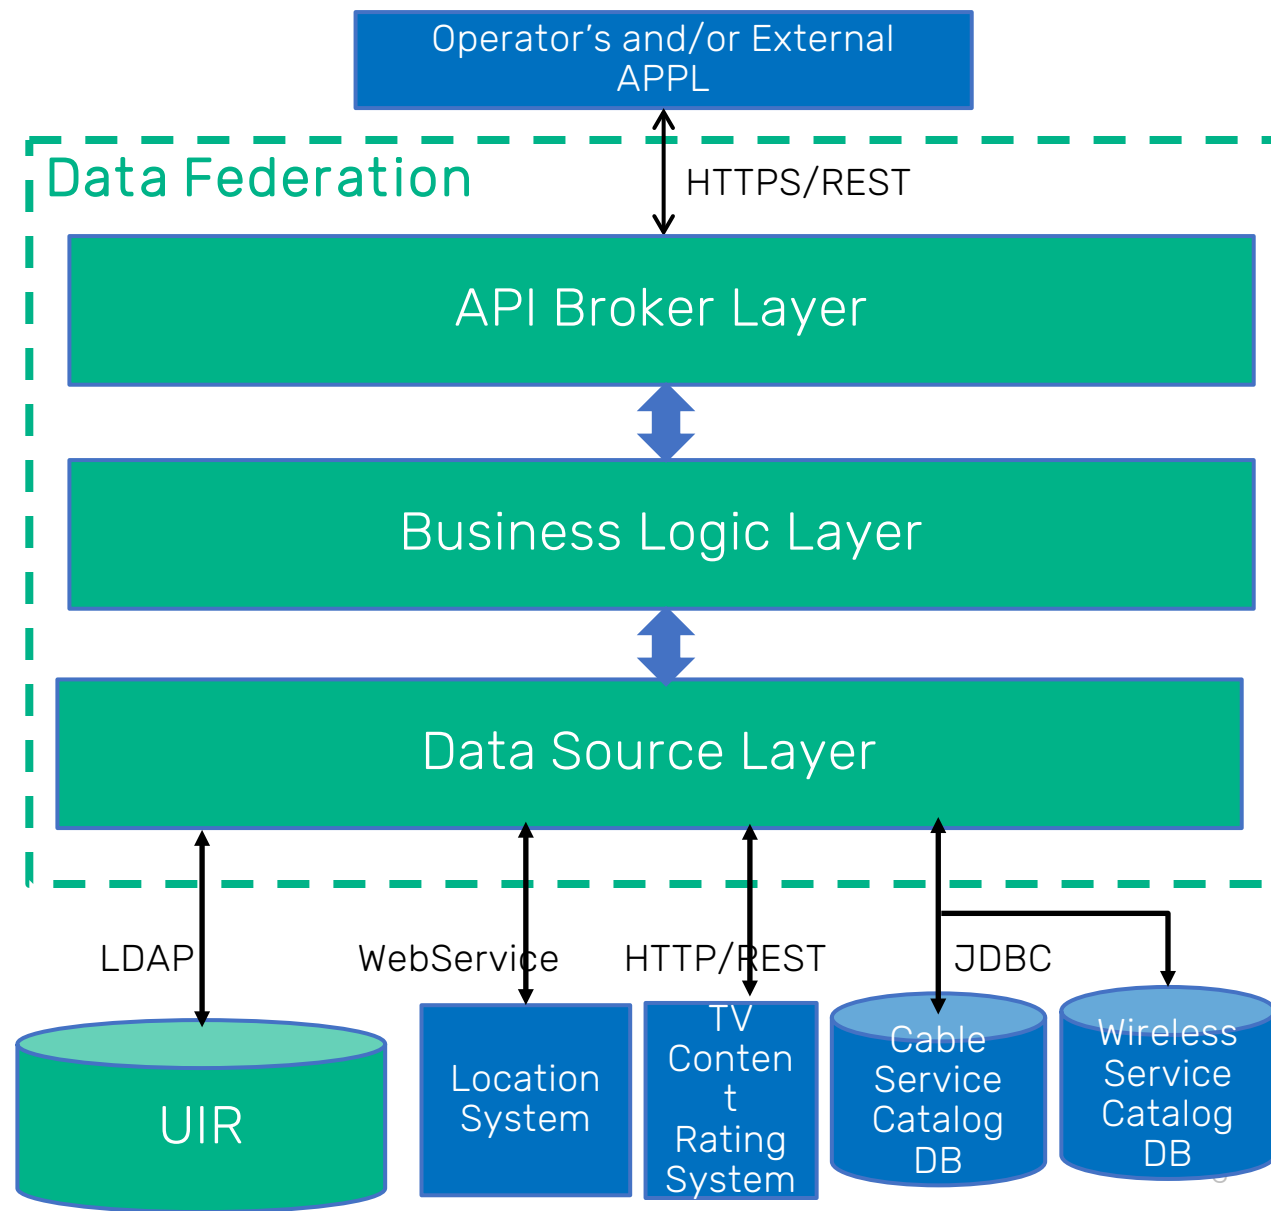 Operator's and/or External
APPL
Data Federation
HTTPS/REST
API Broker Layer
Business Logic Layer
Data Source Layer
LDAP
WebService
HTTP/REST
JDBC
UIR
Location
System
TV
Conten
t
Rating
System
Cable
Service
Catalog
DB
Wireless
Service
Catalog
DB